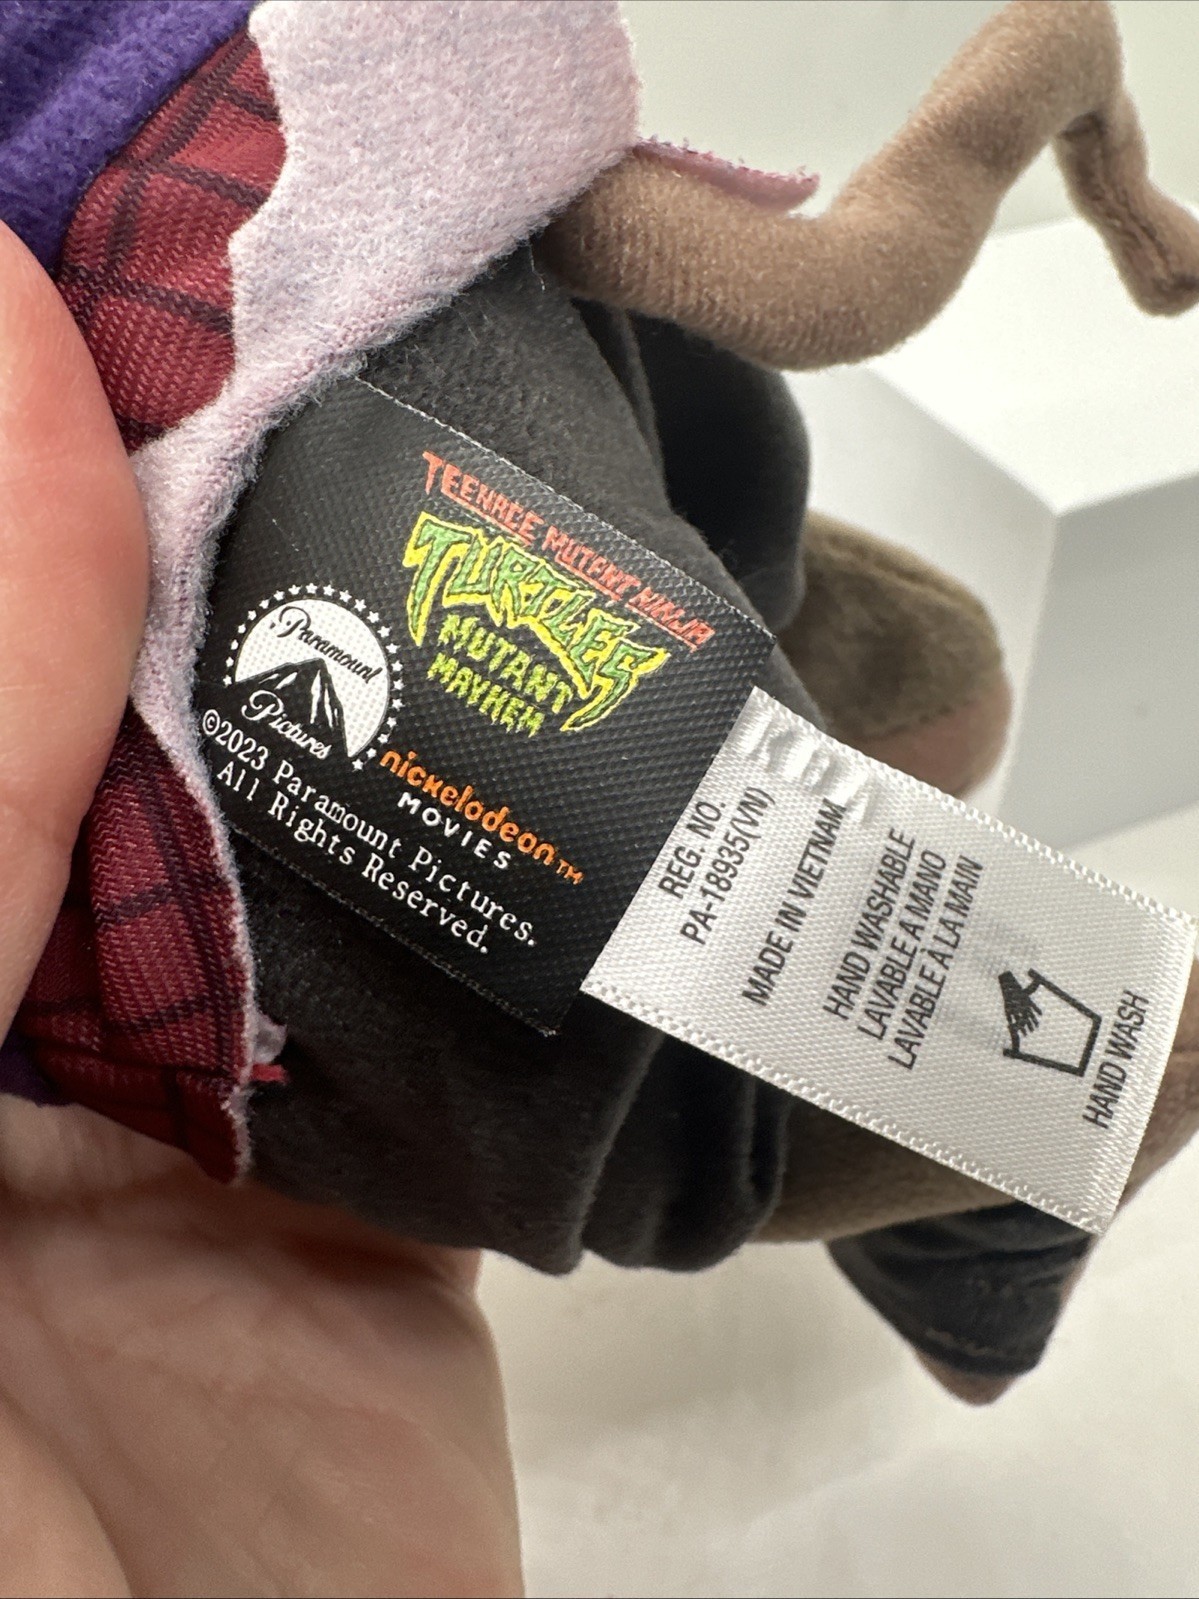 TEENAGE MUTANT NINJA
TURTLES
MUTANT
MAYHEM
Paramount
Pictures
nickelodeon™
MOVIES
©2023 Paramount Pictures.
All Rights Reserved.
REG. NO.
PA-18935(VN)
MADE IN VIETNAM
HAND WASHABLE
LAVABLE A MANO
LAVABLE À LA MAIN
HAND WASH